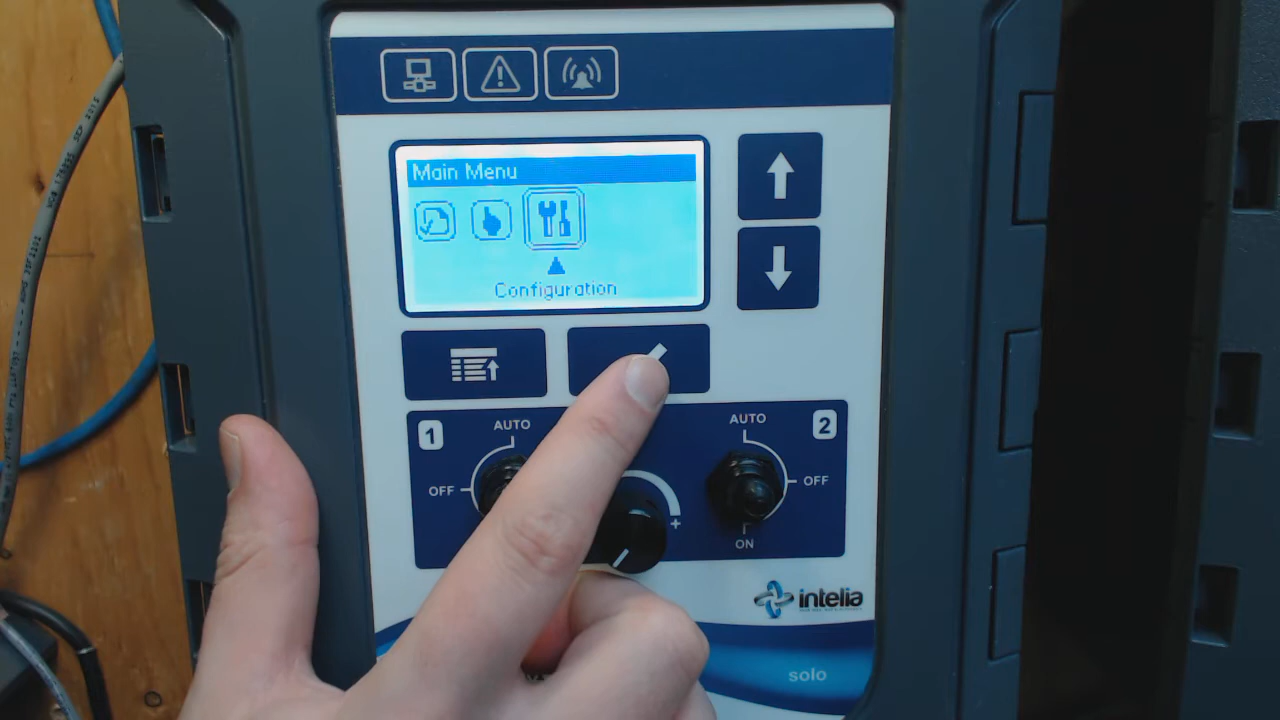 Main Menu
Configuration
1
AUTO
OFF
+
AUTO
2
OFF
ON
intelia
solo